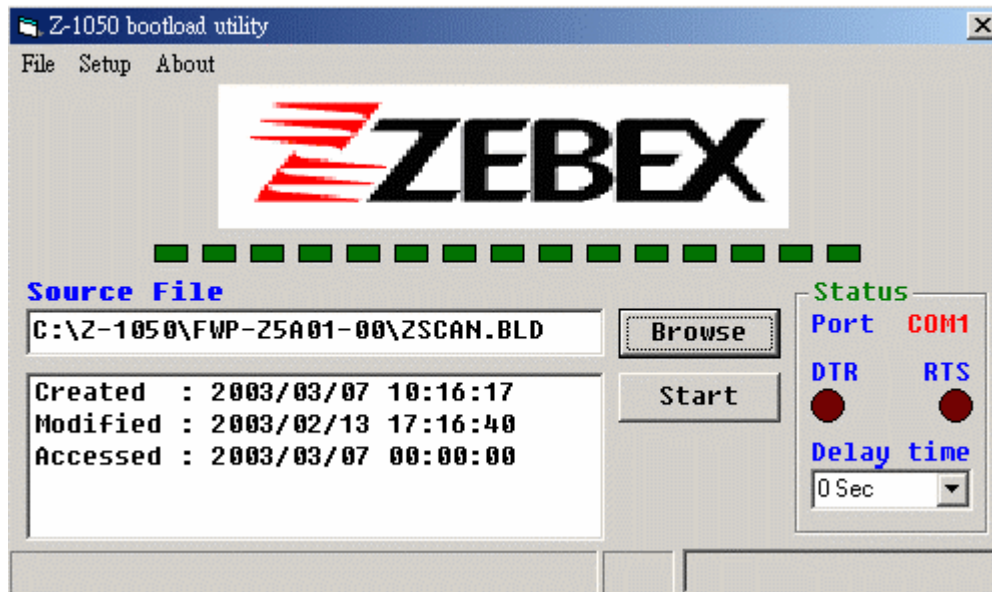 Z-1050 bootload utility
File Setup About
ZEBEX
Source File
C:\Z-1050\FWP-Z5A01-00\ZSCAN.BLD
Browse
Created : 2003/03/07 10:16:17
Modified : 2003/02/13 17:16:40
Accessed : 2003/03/07 00:00:00
Start
Status
Port COM1
DTR RTS
Delay time
0 Sec